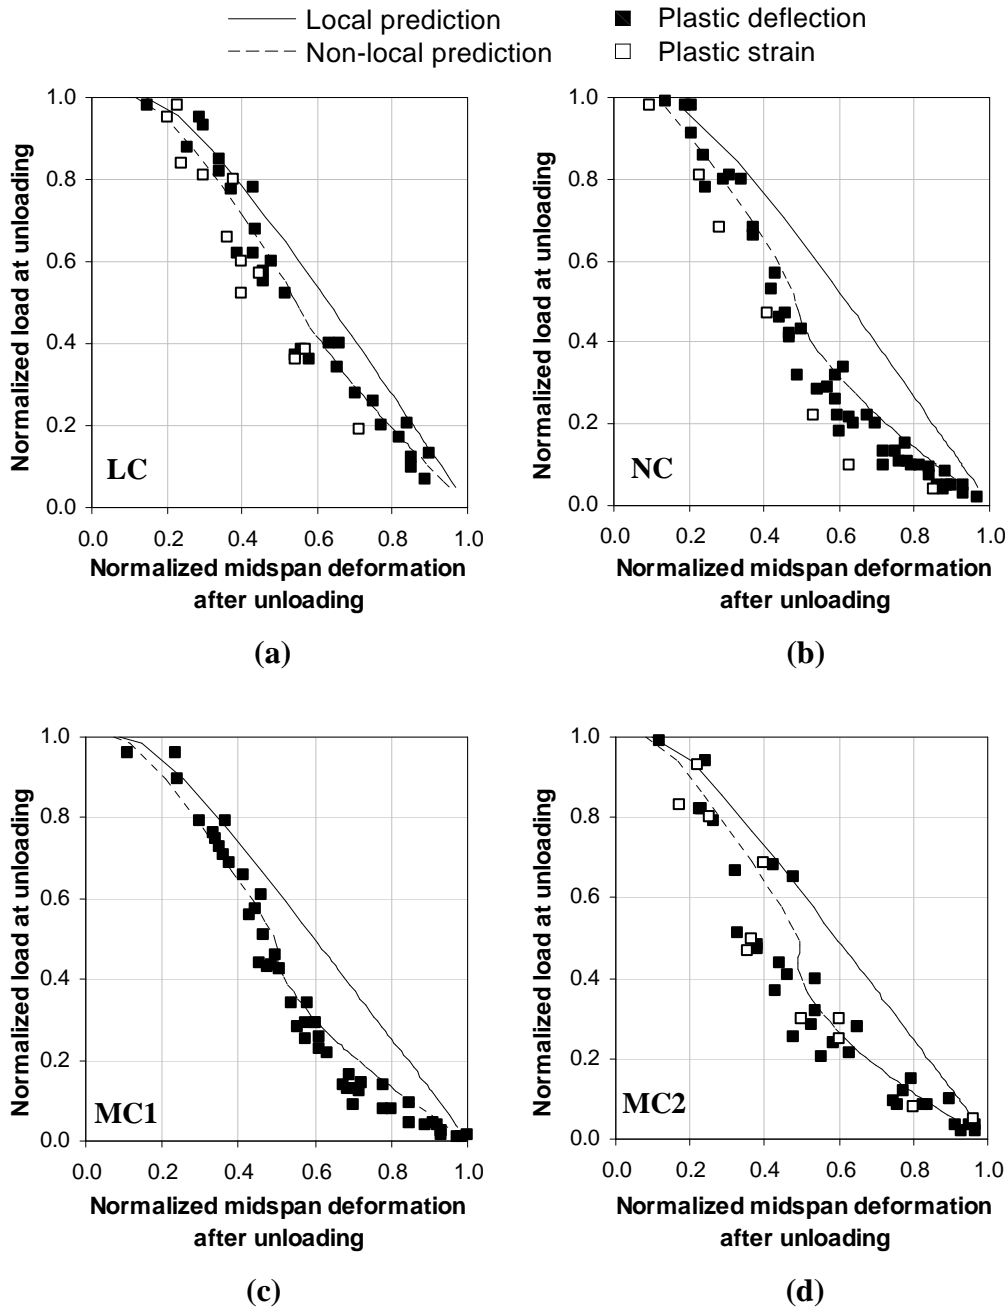 Local prediction
Plastic deflection
Non-local prediction
Plastic strain
Normalized load at unloading
1.0
0.8
0.6
0.4
0.2
0.0
LC
0.0 0.2 0.4 0.6 0.8 1.0
Normalized midspan deformation
after unloading
(a)
Normalized load at unloading
1.0
0.8
0.6
0.4
0.2
0.0
NC
0.0 0.2 0.4 0.6 0.8 1.0
Normalized midspan deformation
after unloading
(b)
Normalized load at unloading
1.0
0.8
0.6
0.4
0.2
0.0
MC1
0.0 0.2 0.4 0.6 0.8 1.0
Normalized midspan deformation
after unloading
(c)
Normalized load at unloading
1.0
0.8
0.6
0.4
0.2
0.0
MC2
0.0 0.2 0.4 0.6 0.8 1.0
Normalized midspan deformation
after unloading
(d)